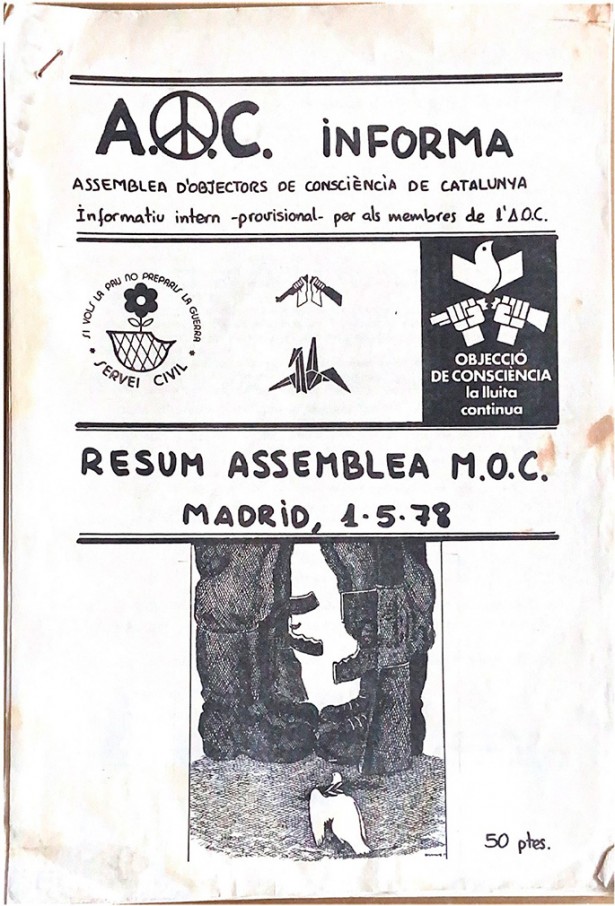 A.O.C. iNFORMA
ASSEMBLEA D'OBJECTORS DE CONSCIÈNCIA DE CATALUNYA
Informatiu intern -provisional- per als membres de l'A.O.C.
SI VOLS LA PAU NO PREPARIS LA GUERRA
* SERVEI CIVIL *
OBJECCIÓ
DE CONSCIÈNCIA
la lluita
continua
RESUM ASSEMBLEA M.O.C.
MADRiD, 1·5·78
50 ptes.